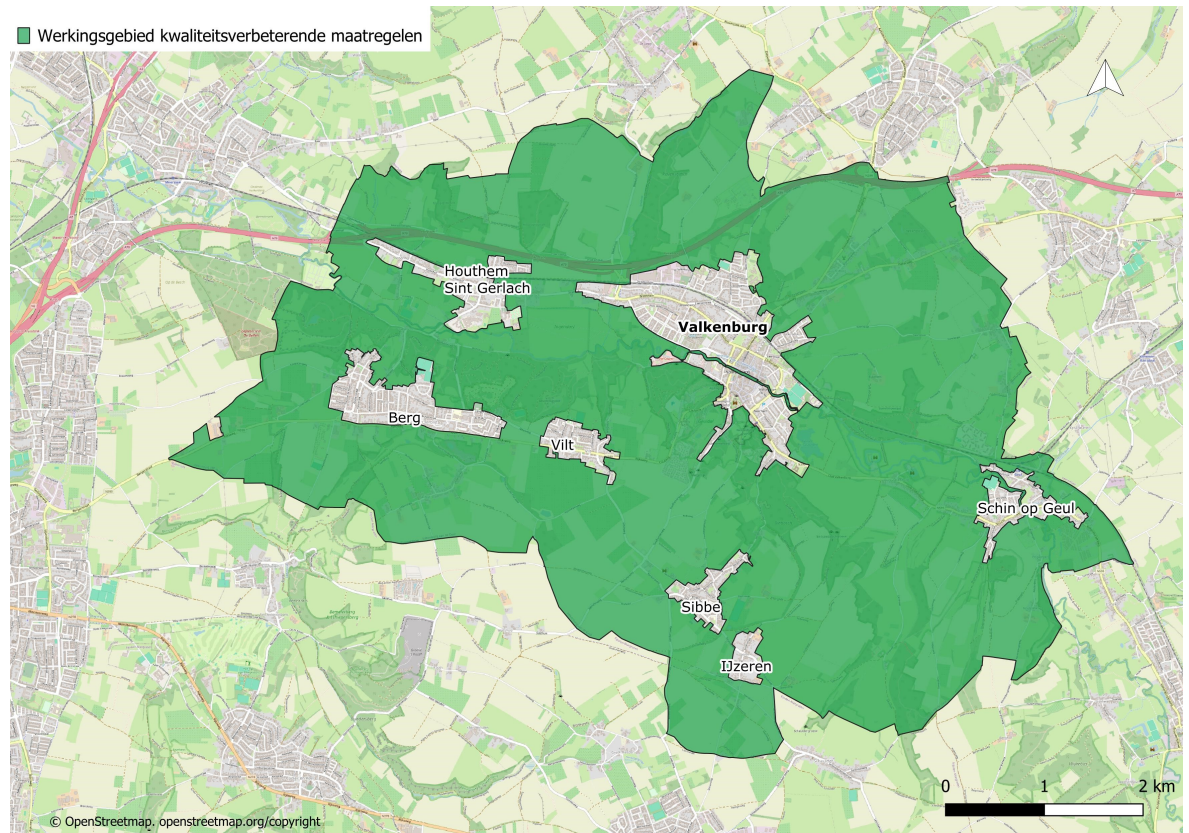 Werkingsgebied kwaliteitsverbeterende maatregelen
Houthem
Sint Gerlach
Valkenburg
Berg
Vilt
Schin op Geul
Sibbe
IJzeren
0 1 2 km
© OpenStreetmap. openstreetmap.org/copyright